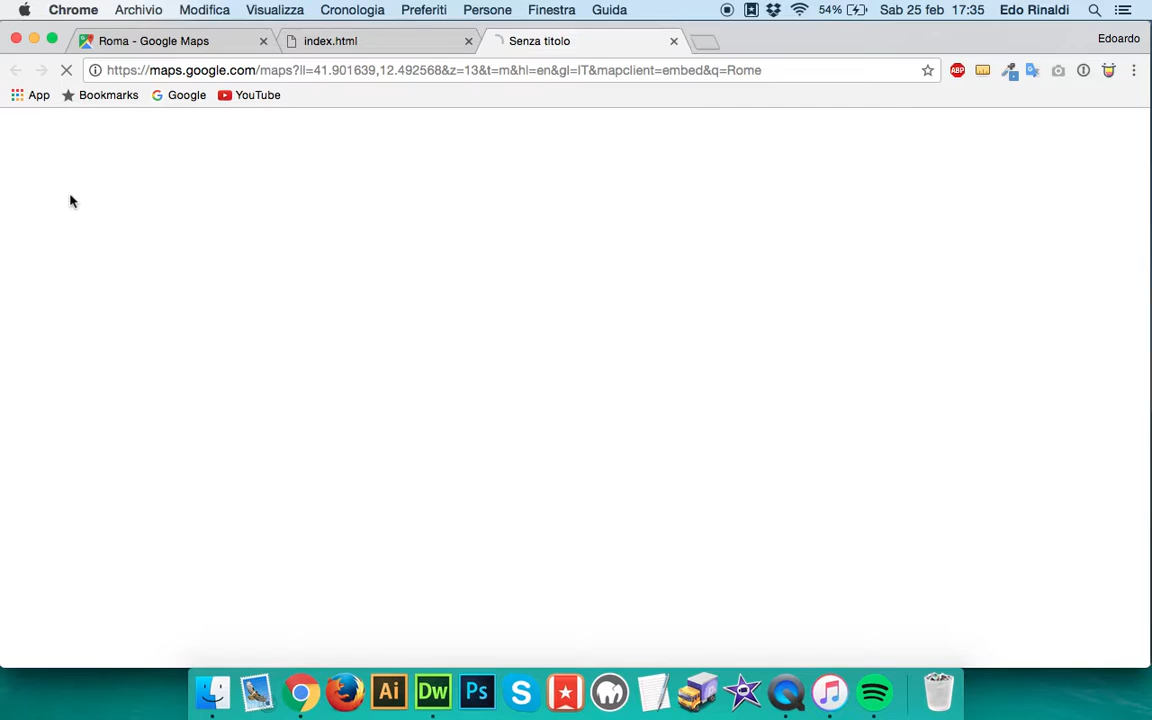 Chrome Archivio Modifica Visualizza Cronologia Preferiti Persone Finestra Guida 54% Sab 25 feb 17:35 Edo Rinaldi
Roma - Google Maps index.html Senza titolo Edoardo
https://maps.google.com/maps?ll=41.901639,12.492568&z=13&t=m&hl=en&gl=IT&mapclient=embed&q=Rome ABP
App Bookmarks Google YouTube
Ai Dw Ps S